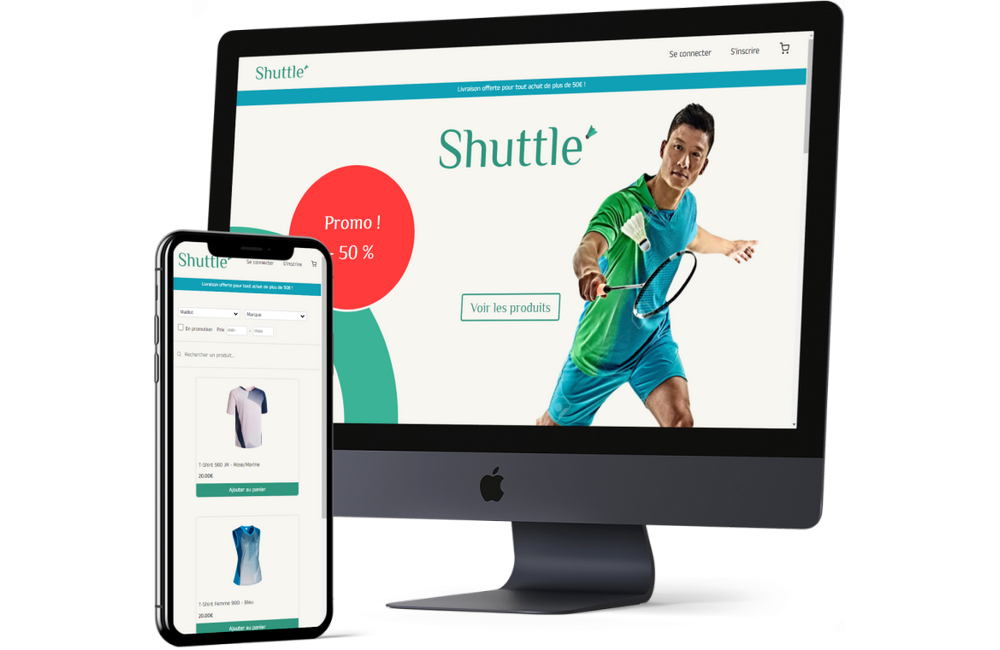 Shuttle
Se connecter
S'inscrire
Livraison offerte pour tout achat de plus de 50€ !
Shuttle
Promo !
- 50 %
Voir les produits
Shuttle
Se connecter
S'inscrire
Livraison offerte pour tout achat de plus de 50€ !
Maillot
Marque
En promotion
Prix
min
-
max
Rechercher un produit...
T-Shirt 560 JR - Rose/Marine
20.00€
Ajouter au panier
T-Shirt Femme 900 - Bleu
20.00€
Ajouter au panier